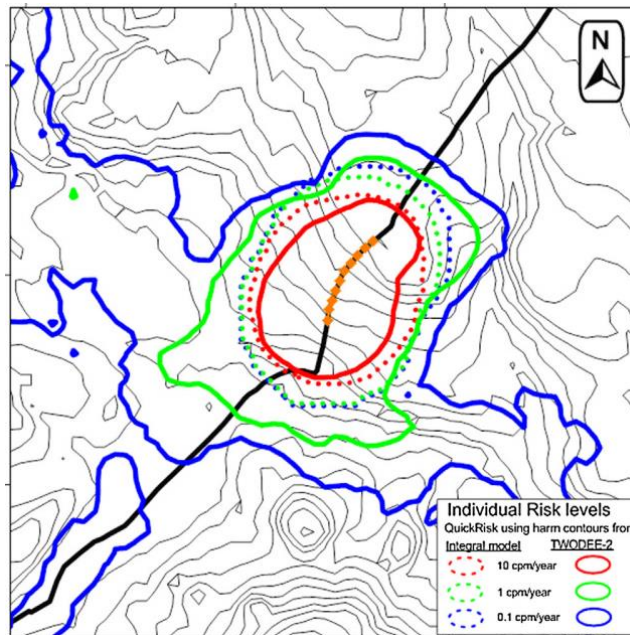 N
Individual Risk levels
QuickRisk using harm contours from
Integral model TWODEE-2
10 cpm/year
1 cpm/year
0.1 cpm/year